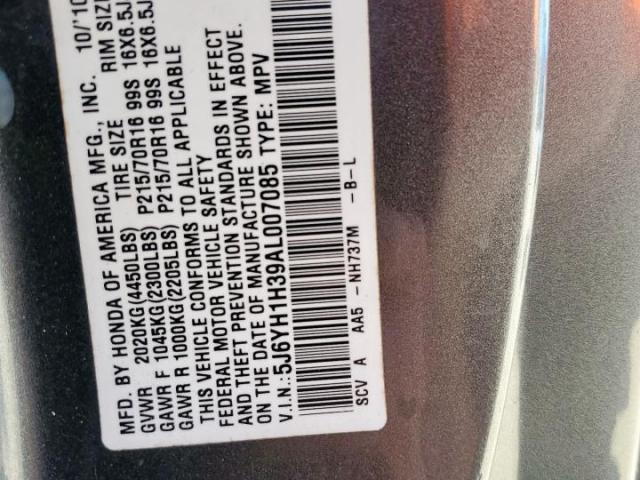 MFD. BY HONDA OF AMERICA MFG., INC. 10/10
TIRE SIZE RIM SIZE
GVWR 2020KG(4450LBS)
GAWR F 1045KG(2300LBS) P215/70R16 99S 16X6.5J
GAWR R 1000KG(2205LBS) P215/70R16 99S 16X6.5J
THIS VEHICLE CONFORMS TO ALL APPLICABLE
FEDERAL MOTOR VEHICLE SAFETY
AND THEFT PREVENTION STANDARDS IN EFFECT
ON THE DATE OF MANUFACTURE SHOWN ABOVE.
V.I.N.:5J6YH1H39AL007085 TYPE: MPV
SCV A AA5 -NH737M -B-L